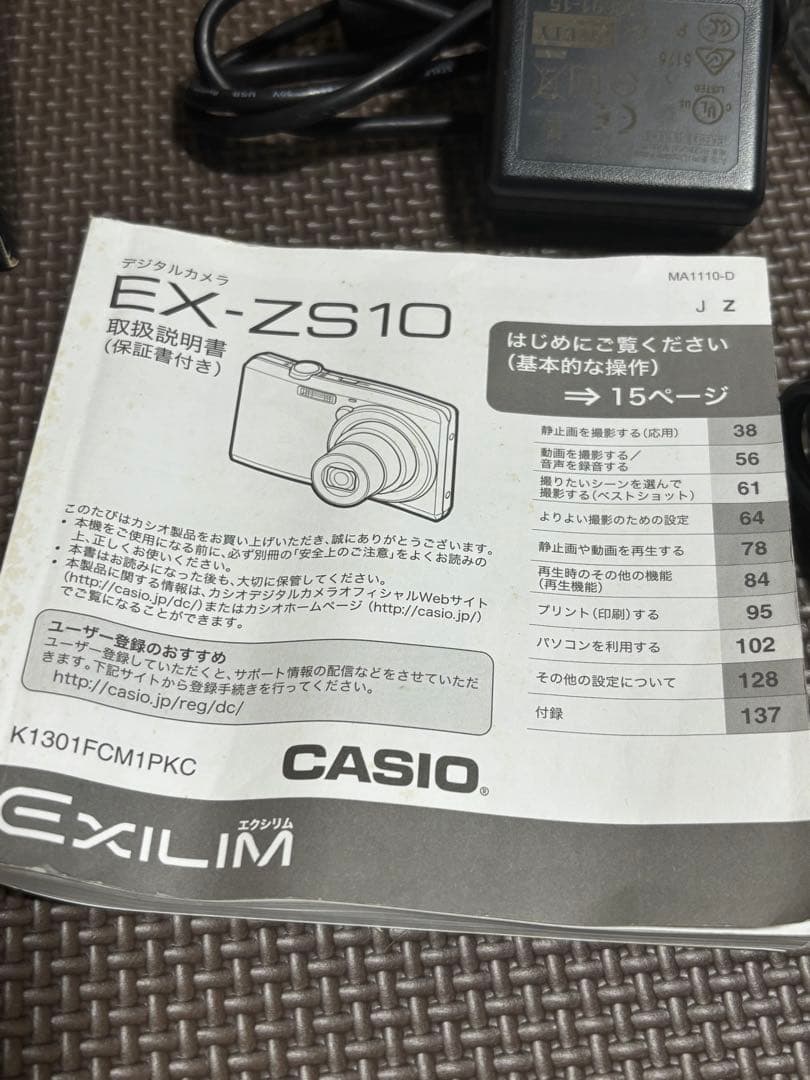 LISTED
C UL US
5176
デジタルカメラ
EX-ZS10
取扱説明書
(保証書付き)
MA1110-D
J Z
はじめにご覧ください
(基本的な操作)
⇒ 15ページ
静止画を撮影する(応用) 38
動画を撮影する/
音声を録音する 56
撮りたいシーンを選んで
撮影する(ベストショット) 61
よりよい撮影のための設定 64
静止画や動画を再生する 78
再生時のその他の機能
(再生機能) 84
プリント(印刷)する 95
パソコンを利用する 102
その他の設定について 128
付録 137
このたびはカシオ製品をお買い上げいただき、誠にありがとうございます。
• 本機をご使用になる前に、必ず別冊の「安全上のご注意」をよくお読みの
上、正しくお使いください。
• 本書はお読みになった後も、大切に保管してください。
• 本製品に関する情報は、カシオデジタルカメラオフィシャルWebサイト
(http://casio.jp/dc/)またはカシオホームページ(http://casio.jp/)
でご覧になることができます。
ユーザー登録のおすすめ
ユーザー登録していただくと、サポート情報の配信などをさせていただ
きます。下記サイトから登録手続きを行ってください。
http://casio.jp/reg/dc/
K1301FCM1PKC
CASIO®
エクシリム
EXILIM